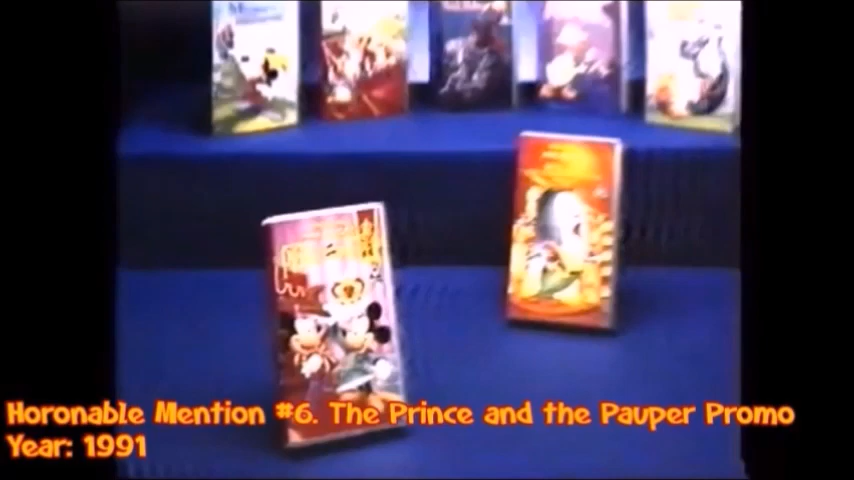 Horonable Mention #6. The Prince and the Pauper Promo
Year: 1991